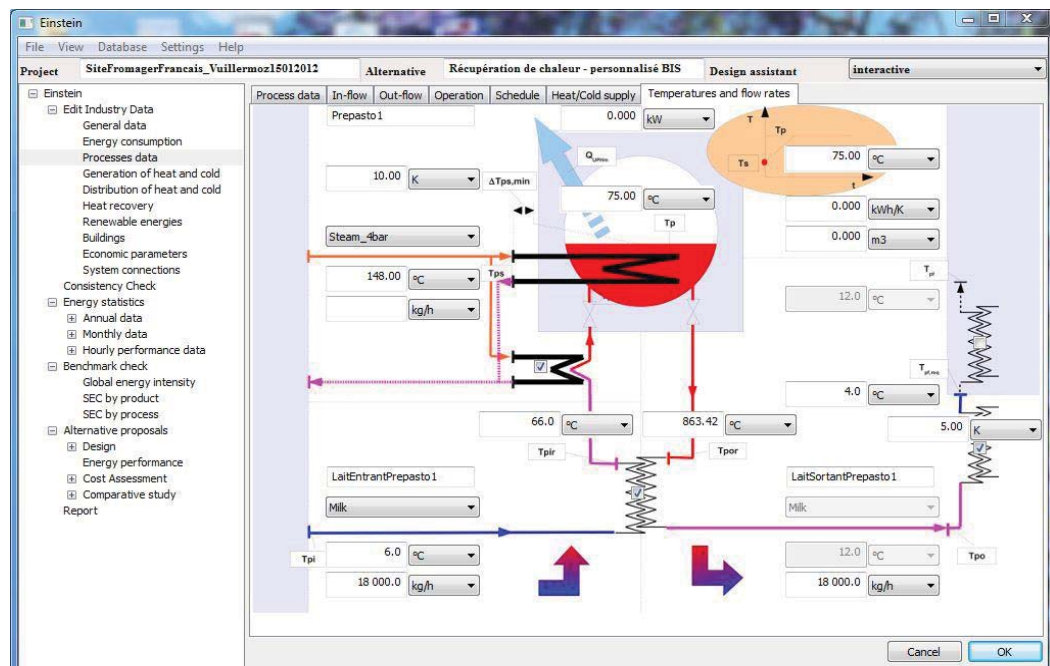 Einstein
File View Database Settings Help
Project SiteFromagerFrancais_Vuillermoz15012012 Alternative Récupération de chaleur - personnalisé BIS Design assistant interactive
Einstein
Edit Industry Data
General data
Energy consumption
Processes data
Generation of heat and cold
Distribution of heat and cold
Heat recovery
Renewable energies
Buildings
Economic parameters
System connections
Consistency Check
Energy statistics
Annual data
Monthly data
Hourly performance data
Benchmark check
Global energy intensity
SEC by product
SEC by process
Alternative proposals
Design
Energy performance
Cost Assessment
Comparative study
Report
Process data In-flow Out-flow Operation Schedule Heat/Cold supply Temperatures and flow rates
Prepasto1 0.000 kW
T
Tp
Ts
t
75.00 °C
10.00 K
ΔTps,min
75.00 °C
Tp
0.000 kWh/K
0.000 m3
Steam_4bar
Tps
148.00 °C
kg/h
12.0 °C
4.0 °C
5.00 K
66.0 °C
863.42 °C
Tpir
Tpor
LaitEntrantPrepasto1
Milk
LaitSortantPrepasto1
Milk
Tpi
6.0 °C
18 000.0 kg/h
12.0 °C
Tpo
18 000.0 kg/h
Cancel OK